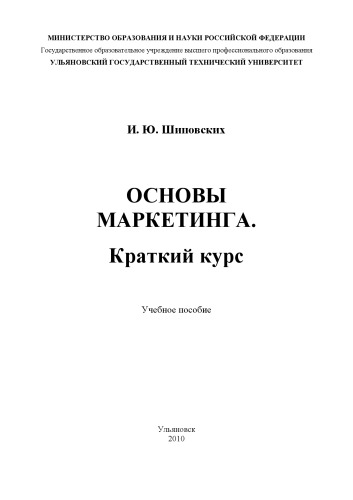 МИНИСТЕРСТВО ОБРАЗОВАНИЯ И НАУКИ РОССИЙСКОЙ ФЕДЕРАЦИИ
Государственное образовательное учреждение высшего профессионального образования
УЛЬЯНОВСКИЙ ГОСУДАРСТВЕННЫЙ ТЕХНИЧЕСКИЙ УНИВЕРСИТЕТ
И. Ю. Шиповских
ОСНОВЫ
МАРКЕТИНГА.
Краткий курс
Учебное пособие
Ульяновск
2010